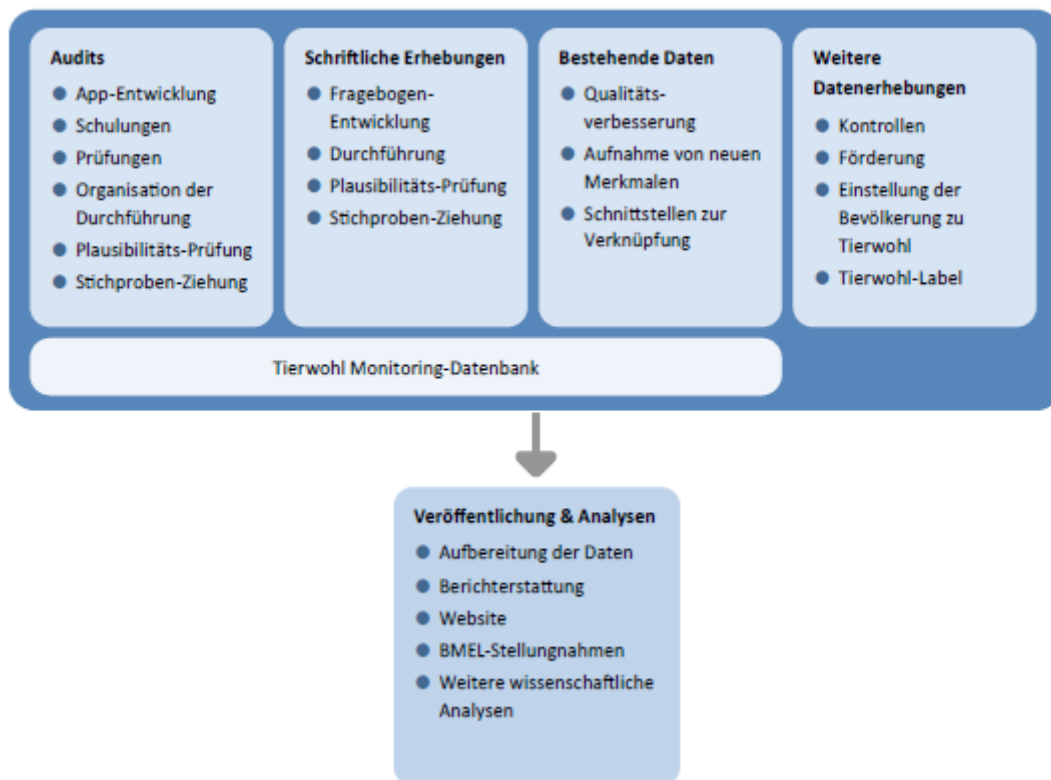 Audits
App-Entwicklung
Schulungen
Prüfungen
Organisation der
Durchführung
Plausibilitäts-Prüfung
Stichproben-Ziehung
Schriftliche Erhebungen
Fragebogen-
Entwicklung
Durchführung
Plausibilitäts-Prüfung
Stichproben-Ziehung
Bestehende Daten
Qualitäts-
verbesserung
Aufnahme von neuen
Merkmalen
Schnittstellen zur
Verknüpfung
Weitere
Datenerhebungen
Kontrollen
Förderung
Einstellung der
Bevölkerung zu
Tierwohl
Tierwohl-Label
Tierwohl Monitoring-Datenbank
Veröffentlichung & Analysen
Aufbereitung der Daten
Berichterstattung
Website
BMEL-Stellungnahmen
Weitere wissenschaftliche
Analysen